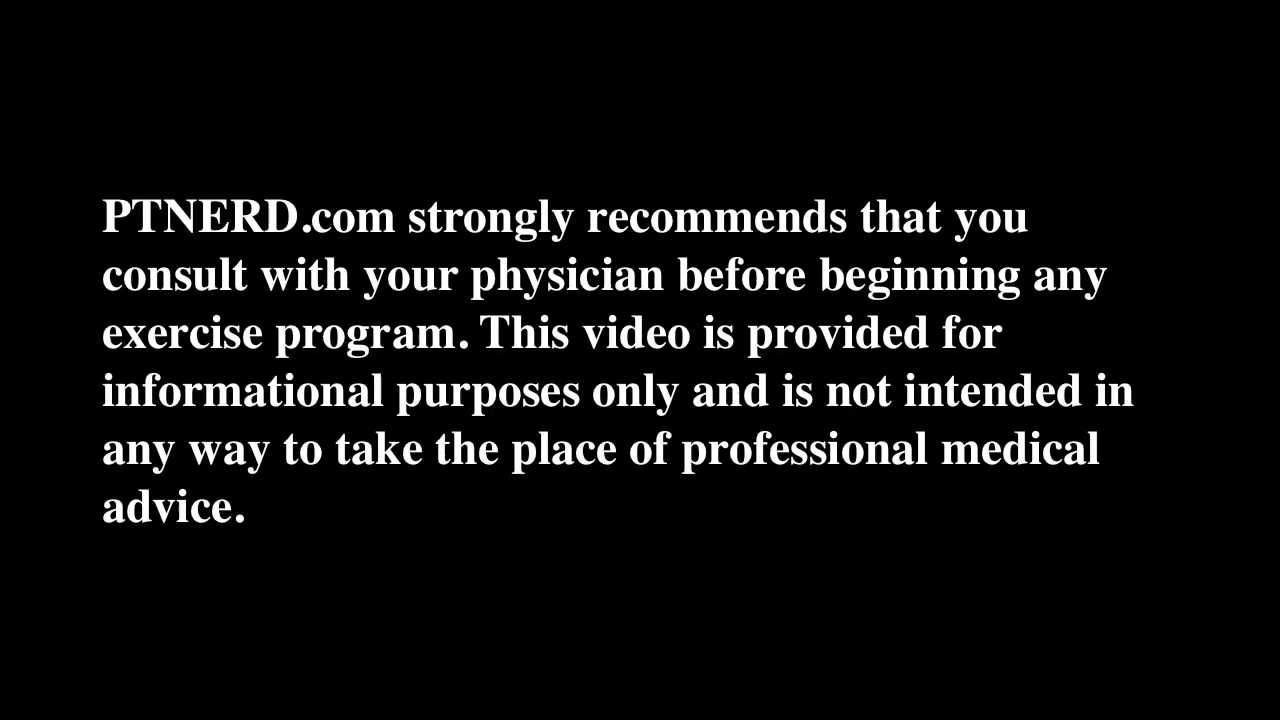 PTNERD.com strongly recommends that you
consult with your physician before beginning any
exercise program. This video is provided for
informational purposes only and is not intended in
any way to take the place of professional medical
advice.